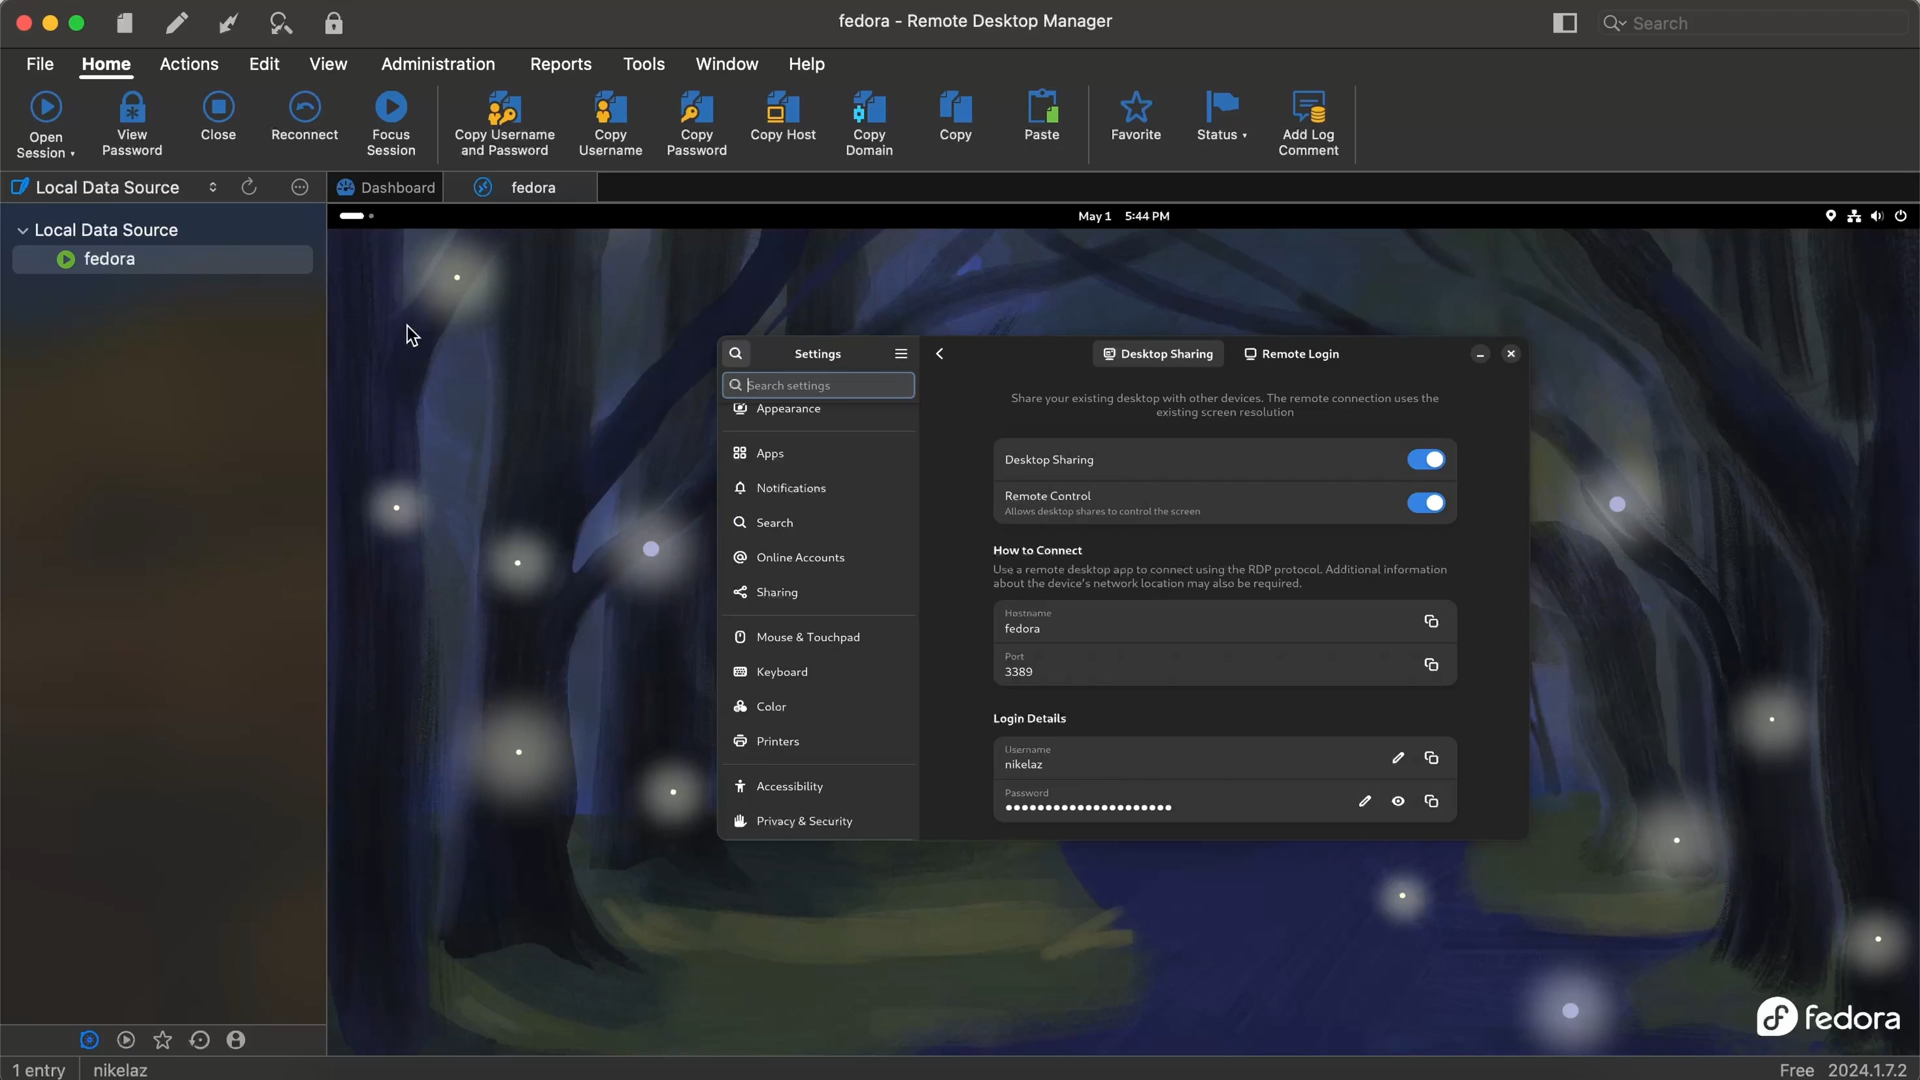 fedora - Remote Desktop Manager
Search
File Home Actions Edit View Administration Reports Tools Window Help
Open
Session
View
Password
Close
Reconnect
Focus
Session
Copy Username
and Password
Copy
Username
Copy
Password
Copy Host
Copy
Domain
Copy
Paste
Favorite
Status
Add Log
Comment
Local Data Source
Dashboard
fedora
Local Data Source
fedora
May 1 5:44 PM
Settings
Desktop Sharing
Remote Login
Search settings
Appearance
Apps
Notifications
Search
Online Accounts
Sharing
Mouse & Touchpad
Keyboard
Color
Printers
Accessibility
Privacy & Security
Share your existing desktop with other devices. The remote connection uses the
existing screen resolution
Desktop Sharing
Remote Control
Allows desktop shares to control the screen
How to Connect
Use a remote desktop app to connect using the RDP protocol. Additional information
about the device's network location may also be required.
Hostname
fedora
Port
3389
Login Details
Username
nikelaz
Password
●●●●●●●●●●●●●●●●●●●●●
fedora
1 entry
nikelaz
Free 2024.1.7.2